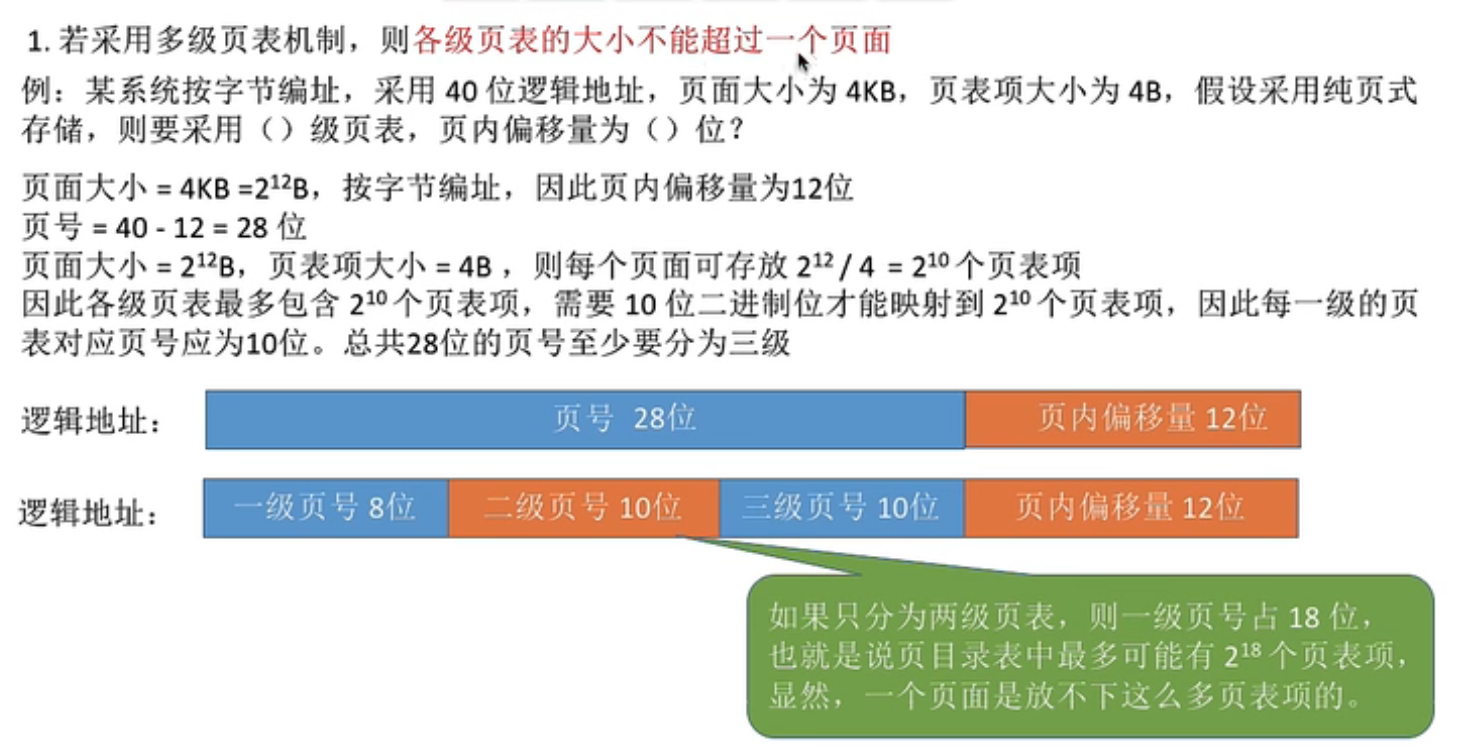 1. 若采用多级页表机制，则各级页表的大小不能超过一个页面
例：某系统按字节编址，采用 40 位逻辑地址，页面大小为 4KB，页表项大小为 4B，假设采用纯页式
存储，则要采用（）级页表，页内偏移量为（）位？
页面大小 = 4KB =2¹²B，按字节编址，因此页内偏移量为12位
页号 = 40 - 12 = 28 位
页面大小 = 2¹²B，页表项大小 = 4B ，则每个页面可存放 2¹² / 4 = 2¹⁰ 个页表项
因此各级页表最多包含 2¹⁰ 个页表项，需要 10 位二进制位才能映射到 2¹⁰ 个页表项，因此每一级的页
表对应页号应为10位。总共28位的页号至少要分为三级
逻辑地址： 页号 28位 页内偏移量 12位
逻辑地址： 一级页号 8位 二级页号 10位 三级页号 10位 页内偏移量 12位
如果只分为两级页表，则一级页号占 18 位，
也就是说页目录表中最多可能有 2¹⁸ 个页表项，
显然，一个页面是放不下这么多页表项的。